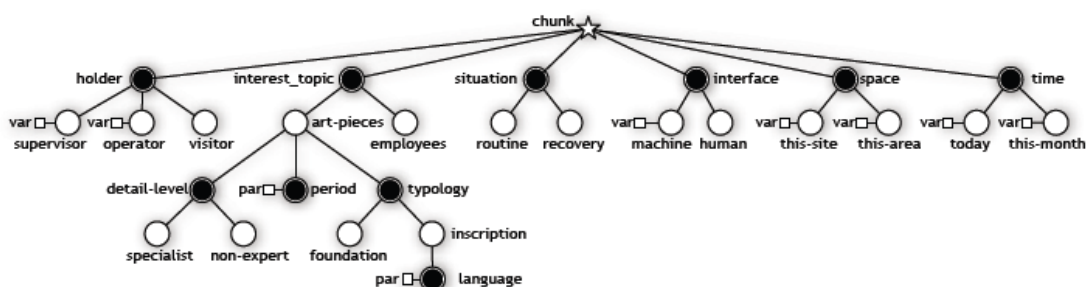 chunk
holder interest_topic situation interface space time
var var var var var var var
supervisor operator visitor art-pieces employees routine recovery machine human this-site this-area today this-month
detail-level par period typology
specialist non-expert foundation inscription
par language